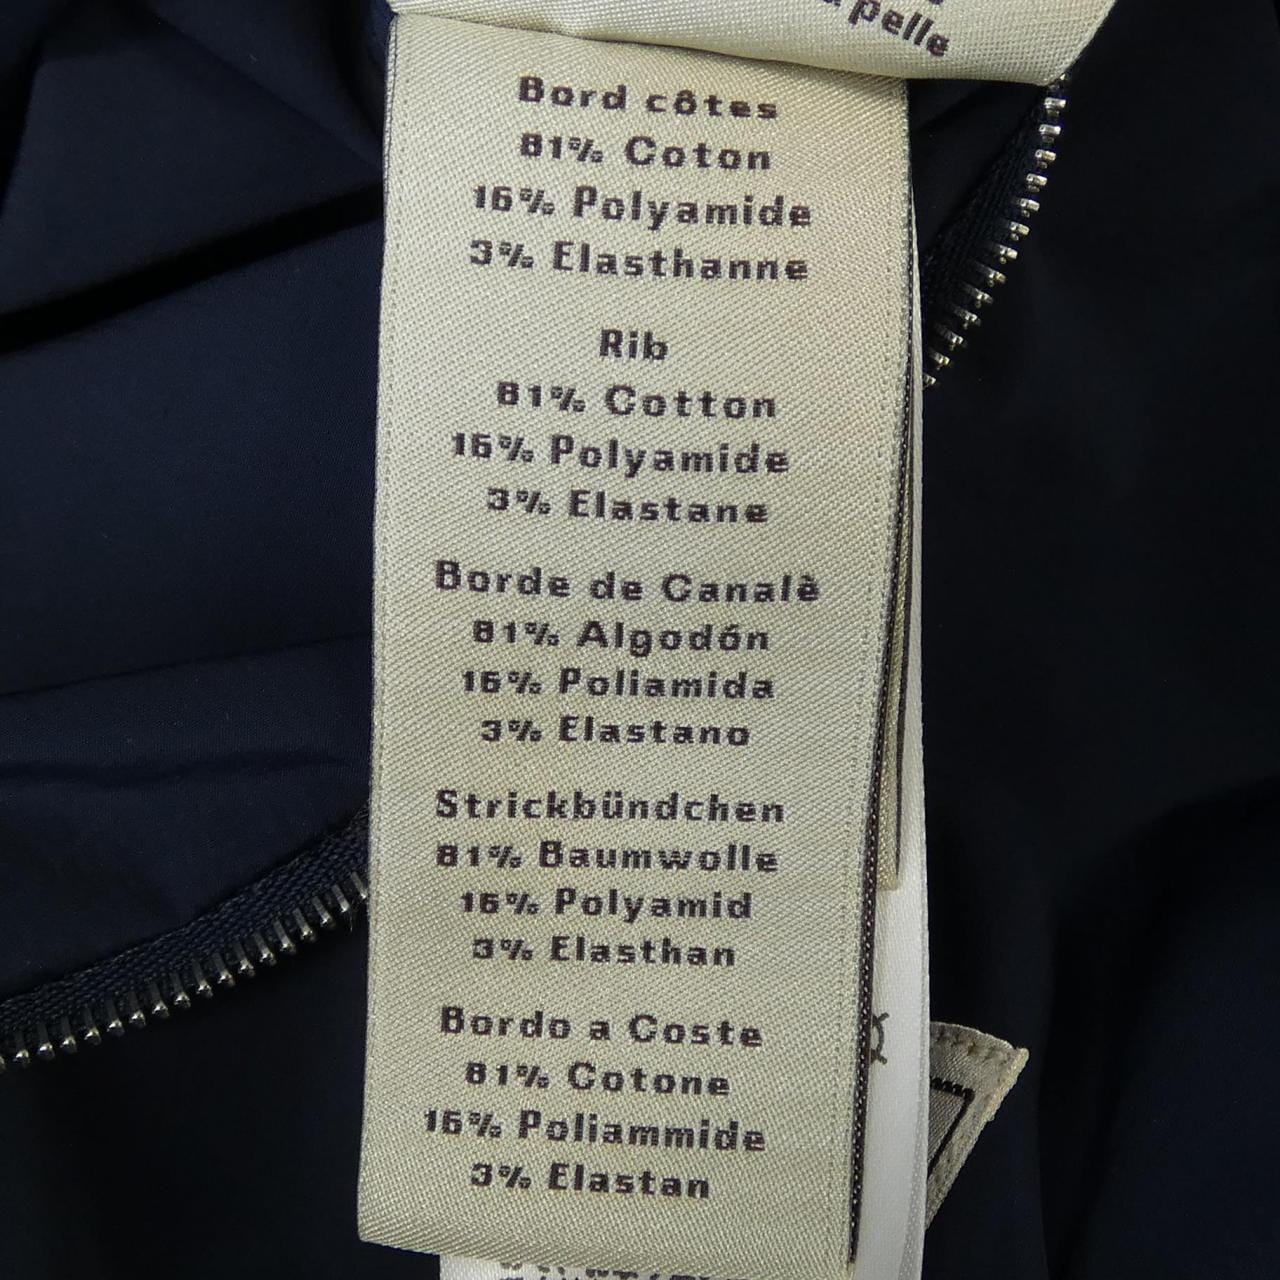 pelle
Bord côtes
81% Coton
16% Polyamide
3% Elasthanne
Rib
81% Cotton
16% Polyamide
3% Elastane
Borde de Canalè
81% Algodón
16% Poliamida
3% Elastano
Strickbündchen
81% Baumwolle
16% Polyamid
3% Elasthan
Bordo a Coste
81% Cotone
16% Poliammide
3% Elastan